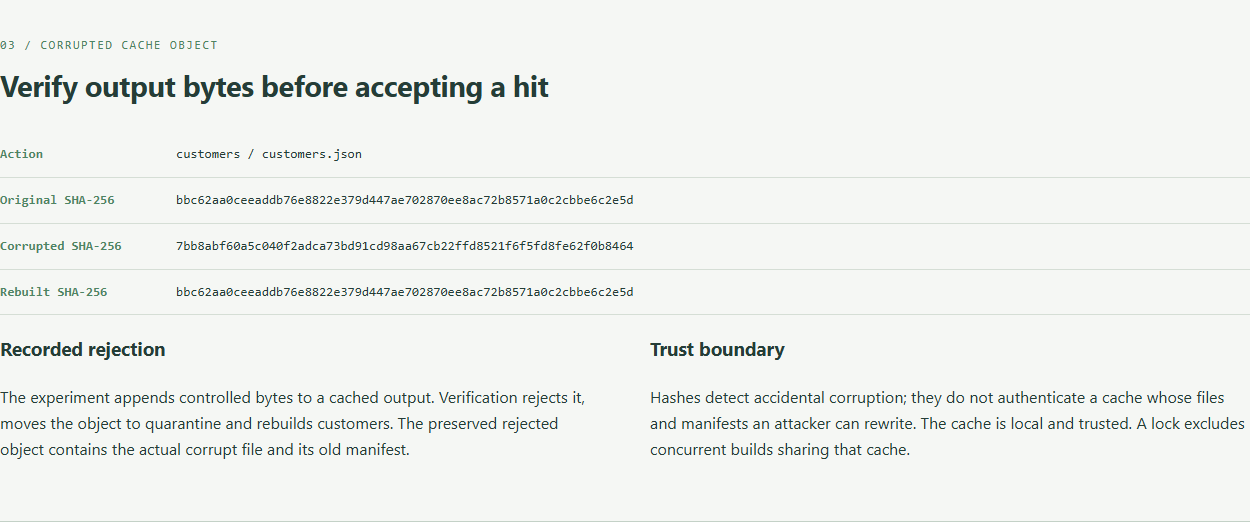 03 / CORRUPTED CACHE OBJECT
Verify output bytes before accepting a hit
Action customers / customers.json
Original SHA-256 bbc62aa0ceeaddb76e8822e379d447ae702870ee8ac72b8571a0c2cbbe6c2e5d
Corrupted SHA-256 7bb8abf60a5c040f2adca73bd91cd98aa67cb22ffd8521f6f5fd8fe62f0b8464
Rebuilt SHA-256 bbc62aa0ceeaddb76e8822e379d447ae702870ee8ac72b8571a0c2cbbe6c2e5d
Recorded rejection
The experiment appends controlled bytes to a cached output. Verification rejects it,
moves the object to quarantine and rebuilds customers. The preserved rejected
object contains the actual corrupt file and its old manifest.
Trust boundary
Hashes detect accidental corruption; they do not authenticate a cache whose files
and manifests an attacker can rewrite. The cache is local and trusted. A lock excludes
concurrent builds sharing that cache.